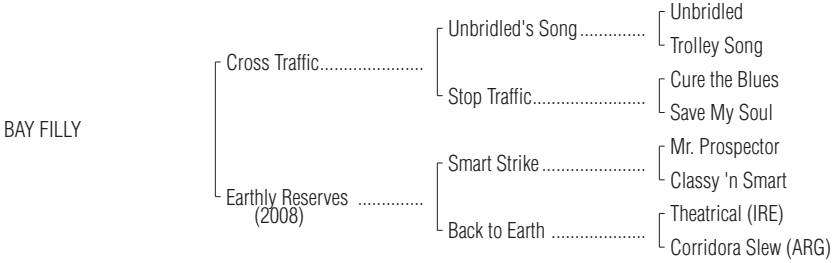 Unbridled
Unbridled's Song..............
Trolley Song
Cross Traffic......................
Cure the Blues
Stop Traffic........................
Save My Soul
BAY FILLY
Mr. Prospector
Smart Strike......................
Classy 'n Smart
Earthly Reserves ..............
(2008)
Theatrical (IRE)
Back to Earth ....................
Corridora Slew (ARG)